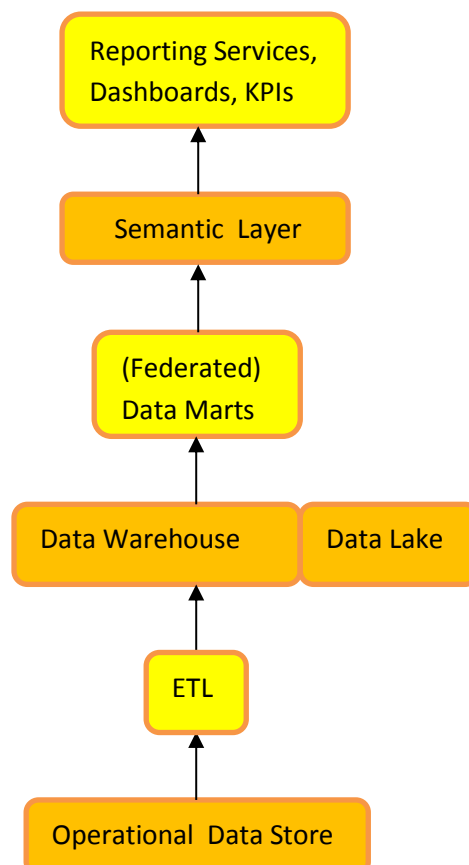 Reporting Services,
Dashboards, KPIs
Semantic Layer
(Federated)
Data Marts
Data Warehouse
Data Lake
ETL
Operational Data Store